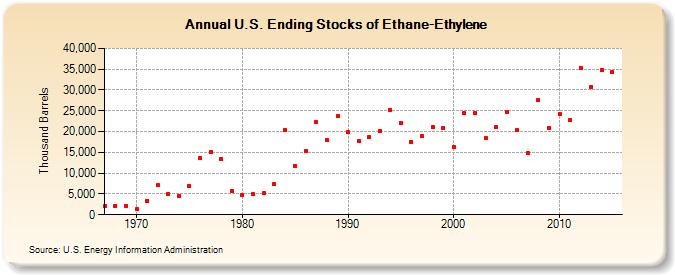 Annual U.S. Ending Stocks of Ethane-Ethylene
Thousand Barrels
40,000
35,000
30,000
25,000
20,000
15,000
10,000
5,000
0
1970 1980 1990 2000 2010
Source: U.S. Energy Information Administration